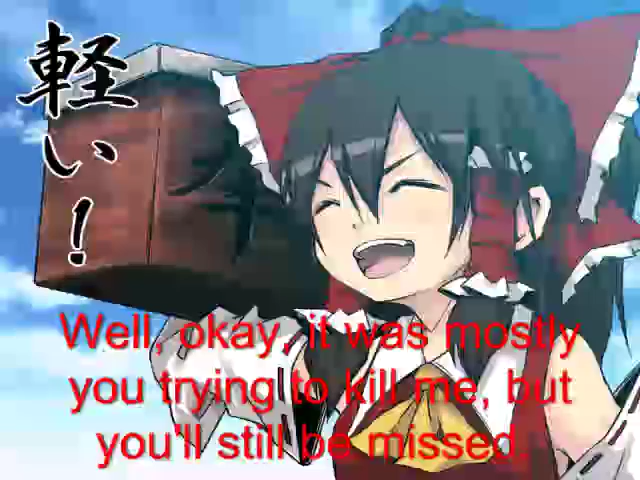 軽い!
Well, okay, it was mostly
you trying to kill me, but
you'll still be missed.